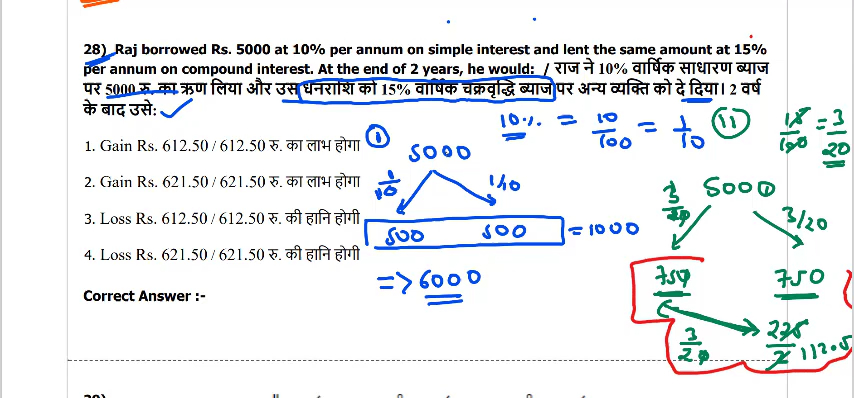 28) Raj borrowed Rs. 5000 at 10% per annum on simple interest and lent the same amount at 15%
per annum on compound interest. At the end of 2 years, he would: / राज ने 10% वार्षिक साधारण ब्याज
पर 5000 रु. का ऋण लिया और उस धनराशि को 15% वार्षिक चक्रवृद्धि ब्याज पर अन्य व्यक्ति को दे दिया। 2 वर्ष
के बाद उसे:
1. Gain Rs. 612.50 / 612.50 रु. का लाभ होगा
2. Gain Rs. 621.50 / 621.50 रु. का लाभ होगा
3. Loss Rs. 612.50 / 612.50 रु. की हानि होगी
4. Loss Rs. 621.50 / 621.50 रु. की हानि होगी
Correct Answer :-
10% = 10/100 = 1/10
(i) 5000
1/10 1/10
500 500 = 1000
=> 6000
(ii) 15/100 = 3/20
5000
3/20 3/20
750 750
3/20 225/2 112.5